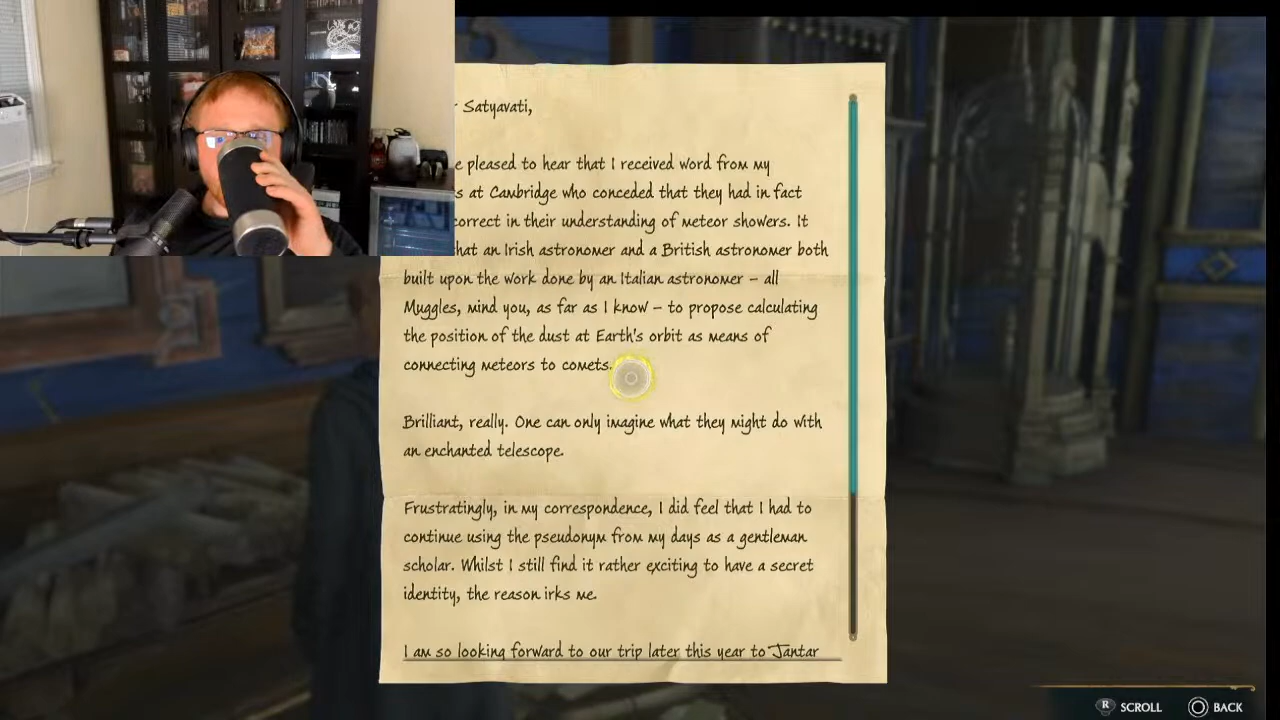 Satyavati,
pleased to hear that I received word from my
at Cambridge who conceded that they had in fact
in their understanding of meteor showers. It
an Irish astronomer and a British astronomer both
built upon the work done by an Italian astronomer – all
Muggles, mind you, as far as I know – to propose calculating
the position of the dust at Earth's orbit as means of
connecting meteors to comets.
Brilliant, really. One can only imagine what they might do with
an enchanted telescope.
Frustratingly, in my correspondence, I did feel that I had to
continue using the pseudonym from my days as a gentleman
scholar. Whilst I still find it rather exciting to have a secret
identity, the reason irks me.
I am so looking forward to our trip later this year to Jantar
R SCROLL
BACK